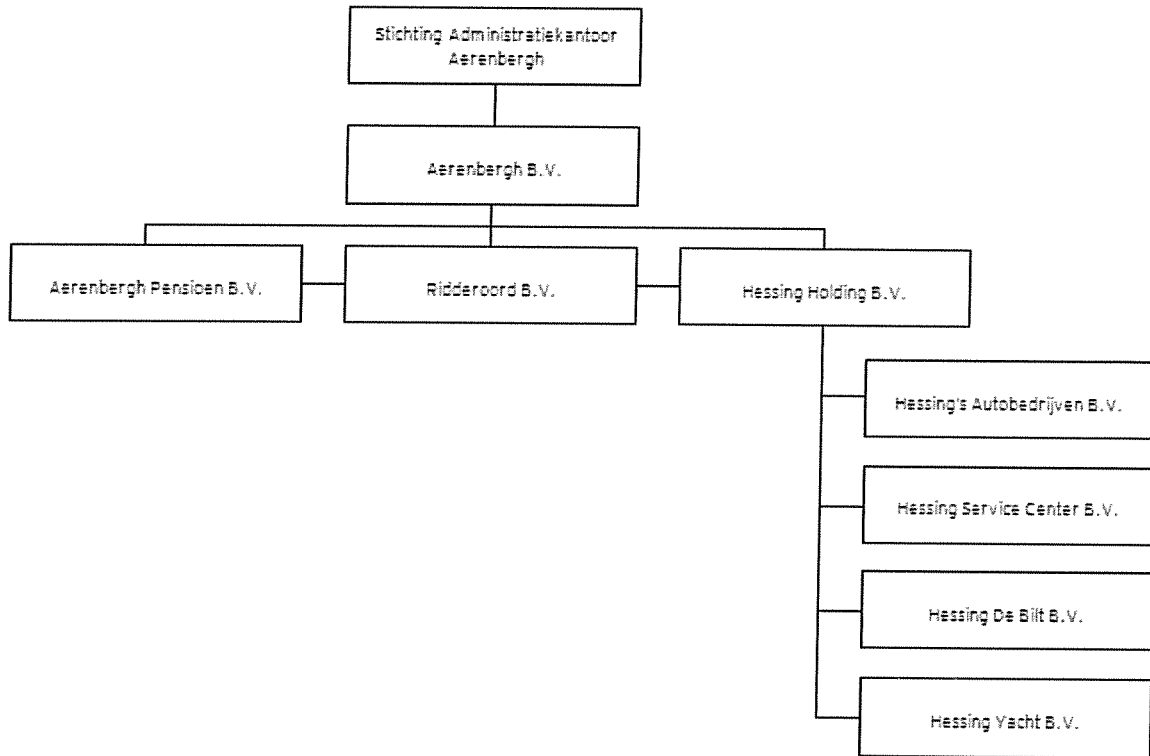 Stichting Administratiekantoor
Aerenbergh
Aerenbergh B.V.
Aerenbergh Pensioen B.V.
Ridderoord B.V.
Hessing Holding B.V.
Hessing's Autobedrijven B.V.
Hessing Service Center B.V.
Hessing De Bilt B.V.
Hessing Yacht B.V.